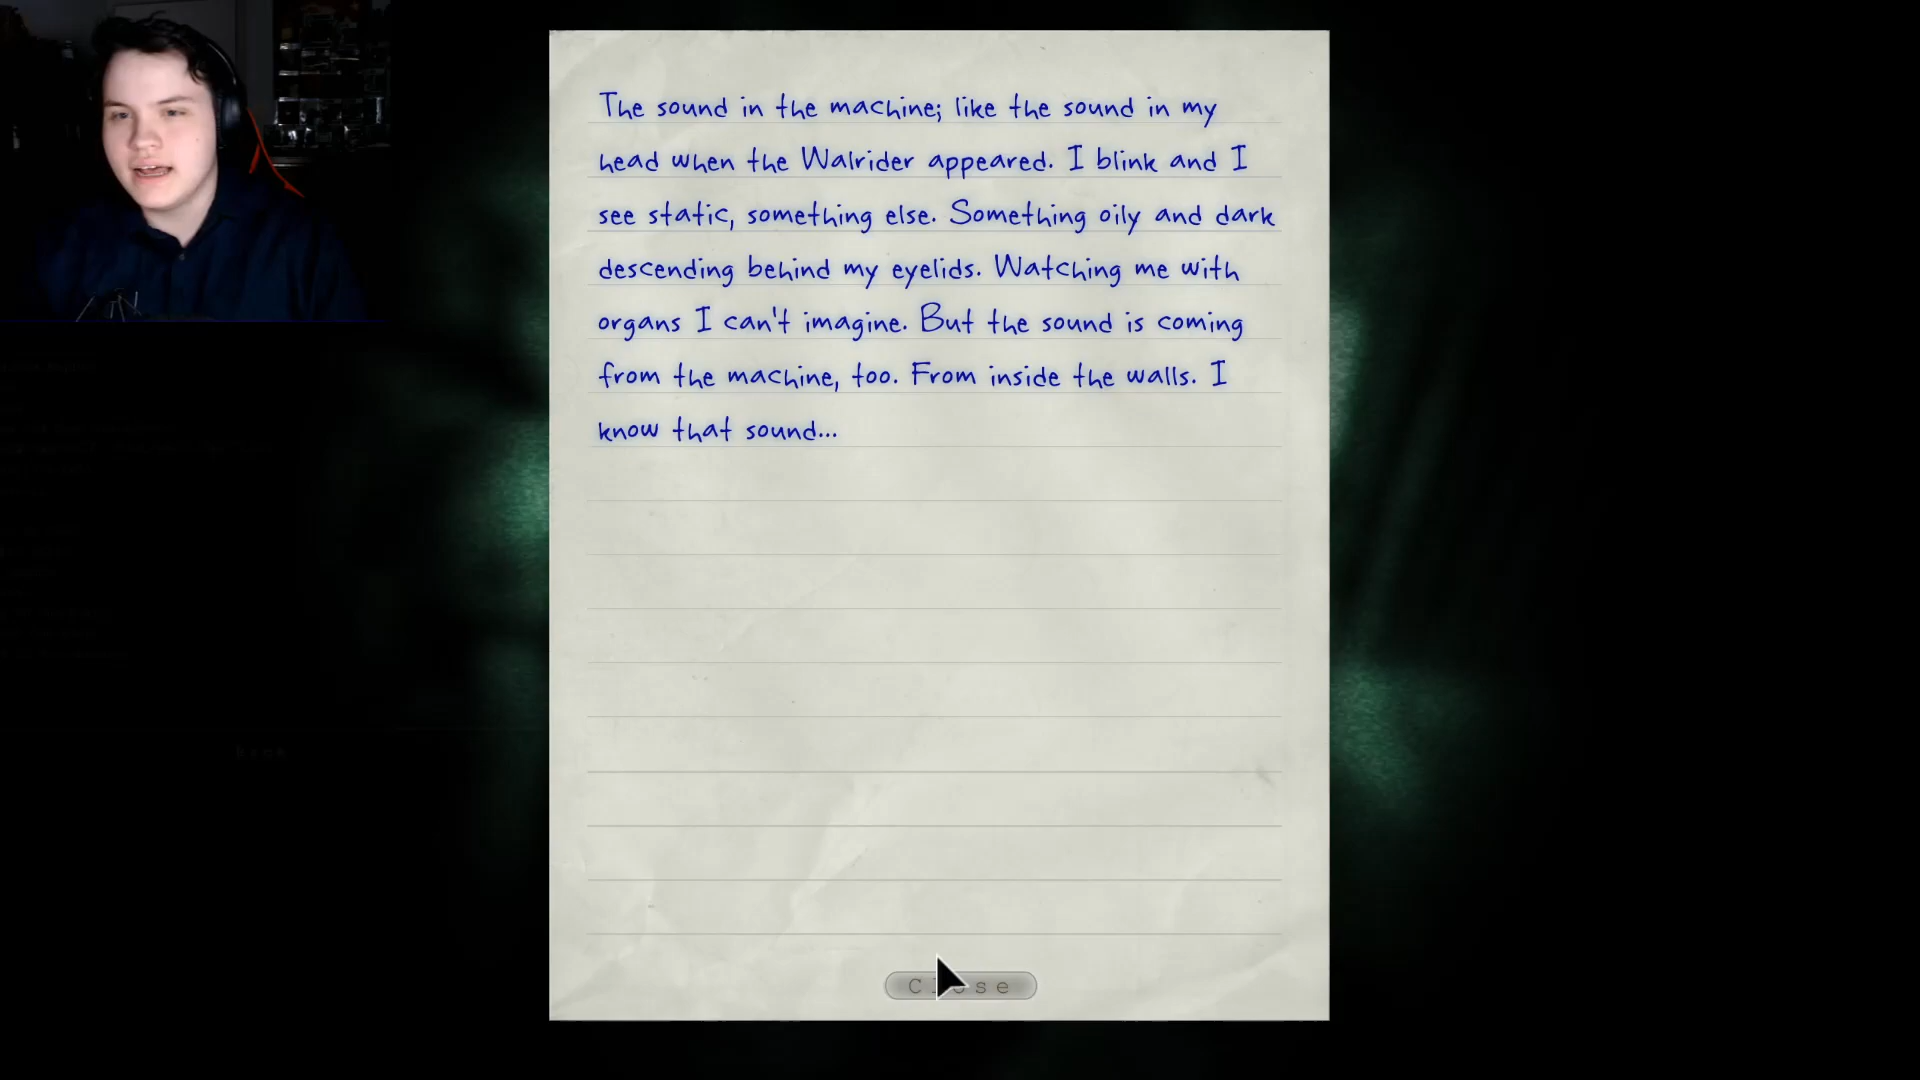 The sound in the machine; like the sound in my
head when the Walrider appeared. I blink and I
see static, something else. Something oily and dark
descending behind my eyelids. Watching me with
organs I can't imagine. But the sound is coming
from the machine, too. From inside the walls. I
know that sound...
Close